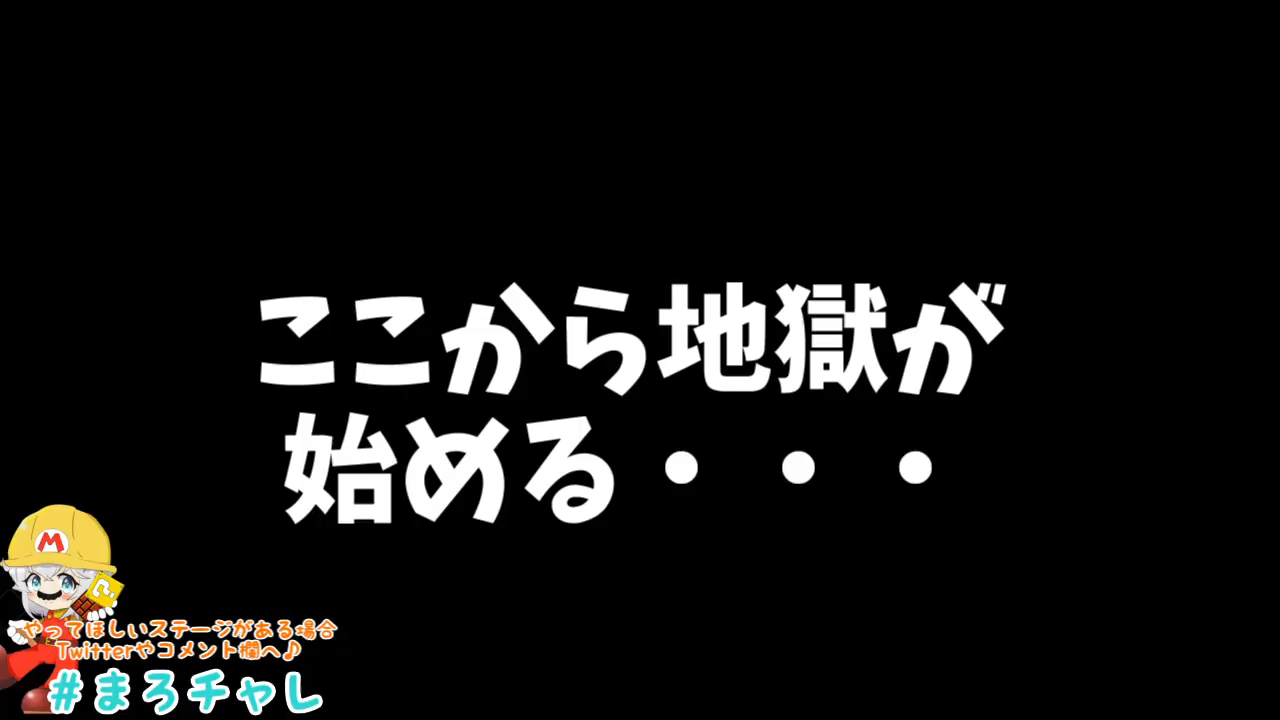 ここから地獄が
始める・・・
M
?
やってほしいステージがある場合
Twitterやコメント欄へ♪
#まろチャレ